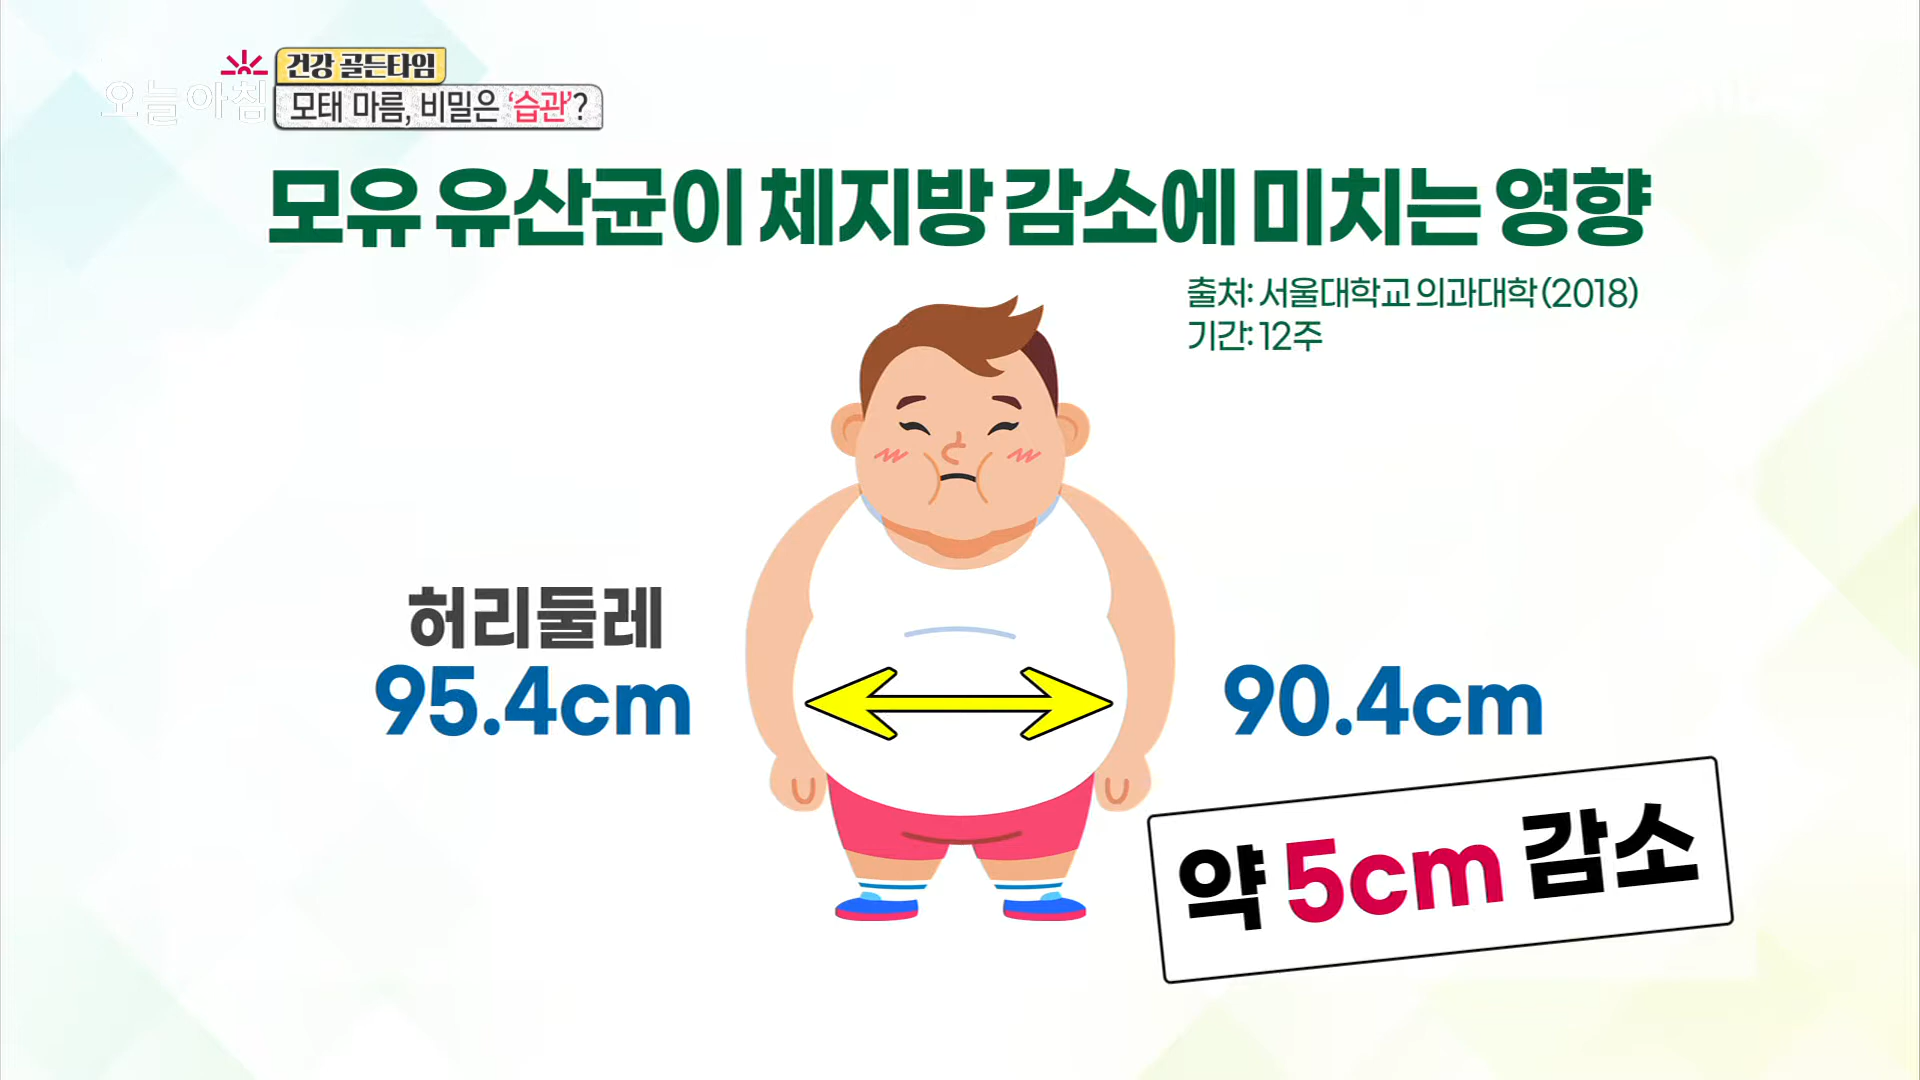 오늘아침
건강 골든타임
모태 마름, 비밀은 ‘습관’?
모유 유산균이 체지방 감소에 미치는 영향
출처: 서울대학교 의과대학(2018)
기간: 12주
허리둘레
95.4cm
90.4cm
약 5cm 감소